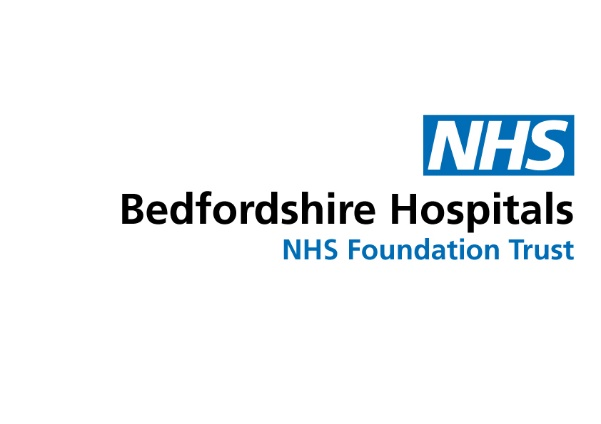 NHS
Bedfordshire Hospitals
NHS Foundation Trust